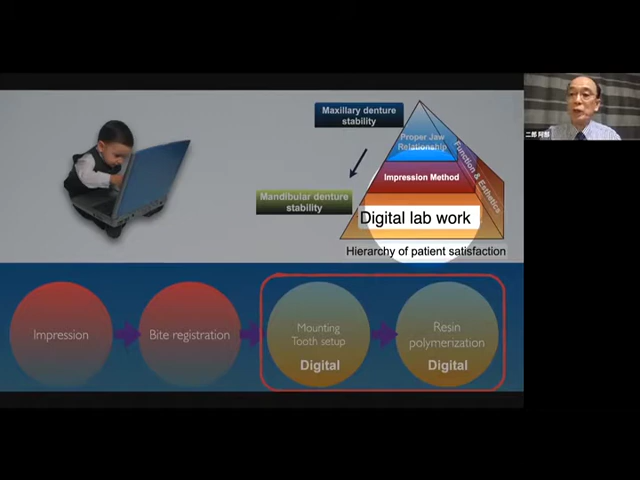 Maxillary denture
stability
Proper Jaw
Relationship
Function & Esthetics
Impression Method
Mandibular denture
stability
Digital lab work
Hierarchy of patient satisfaction
Impression
Bite registration
Mounting
Tooth setup
Digital
Resin
polymerization
Digital